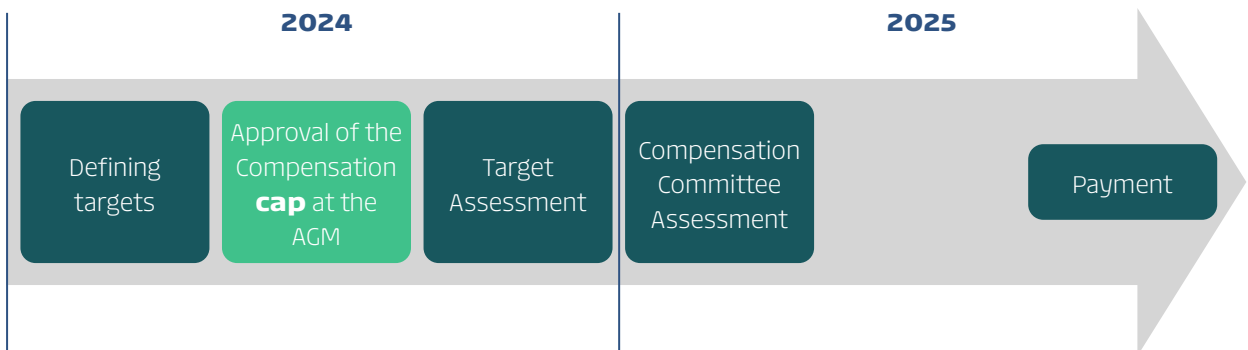 2024
2025
Defining
targets
Approval of the
Compensation
cap at the
AGM
Target
Assessment
Compensation
Committee
Assessment
Payment